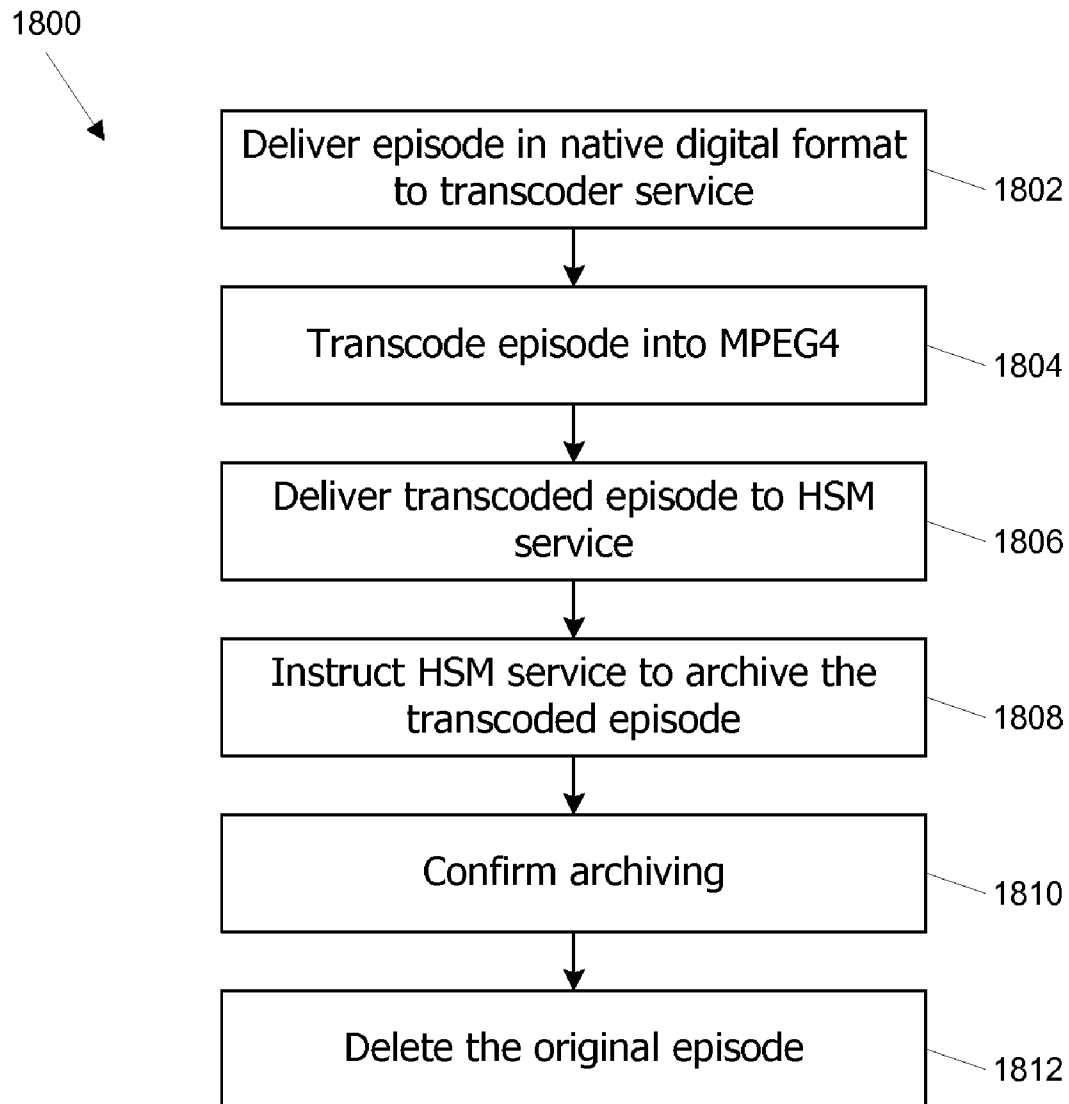 1800
Deliver episode in native digital format
to transcoder service
1802
Transcode episode into MPEG4
1804
Deliver transcoded episode to HSM
service
1806
Instruct HSM service to archive the
transcoded episode
1808
Confirm archiving
1810
Delete the original episode
1812